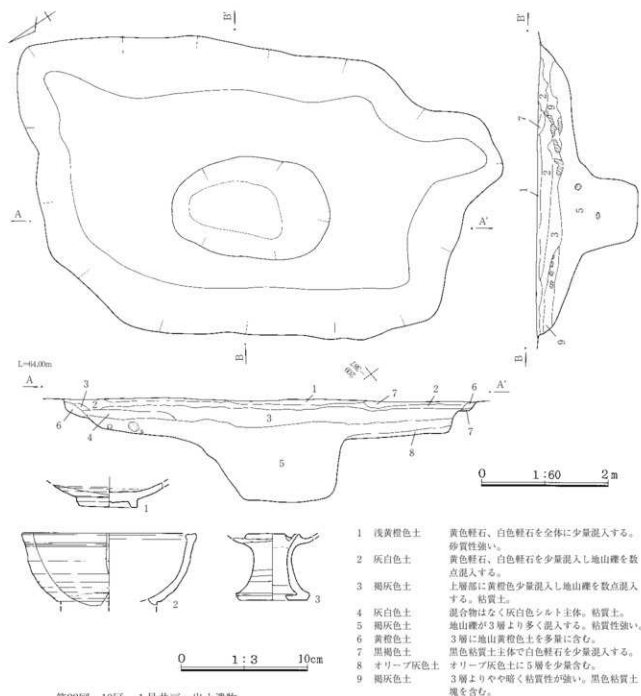 B'
B'
A
A'
B
B
2
9
7
1
2
5
3
9
L=64.00m
A
3
2
6
4
1
7
2
6
A'
3
7
8
5
0 1:60 2m
1
2
3
0 1:3 10cm
1 浅黄橙色土 黄色軽石、白色軽石を全体に少量混入する。
砂質性強い。
2 灰白色土 黄色軽石、白色軽石を少量混入し地山礫を数
点混入する。
3 褐灰色土 上層部に黄橙色少量混入し地山礫を数点混入
する。粘質土。
4 灰白色土 混合物はなく灰白色シルト主体。粘質土。
5 褐灰色土 地山礫が3層より多く混入する。粘質性強い。
6 黄橙色土 3層に地山黄橙色土を多量に含む。
7 黒褐色土 黒色粘質土主体で白色軽石を少量混入する。
8 オリーブ灰色土 オリーブ灰色土に5層を少量含む。
9 褐灰色土 3層よりやや暗く粘質性が強い。黒色粘質土
塊を含む。